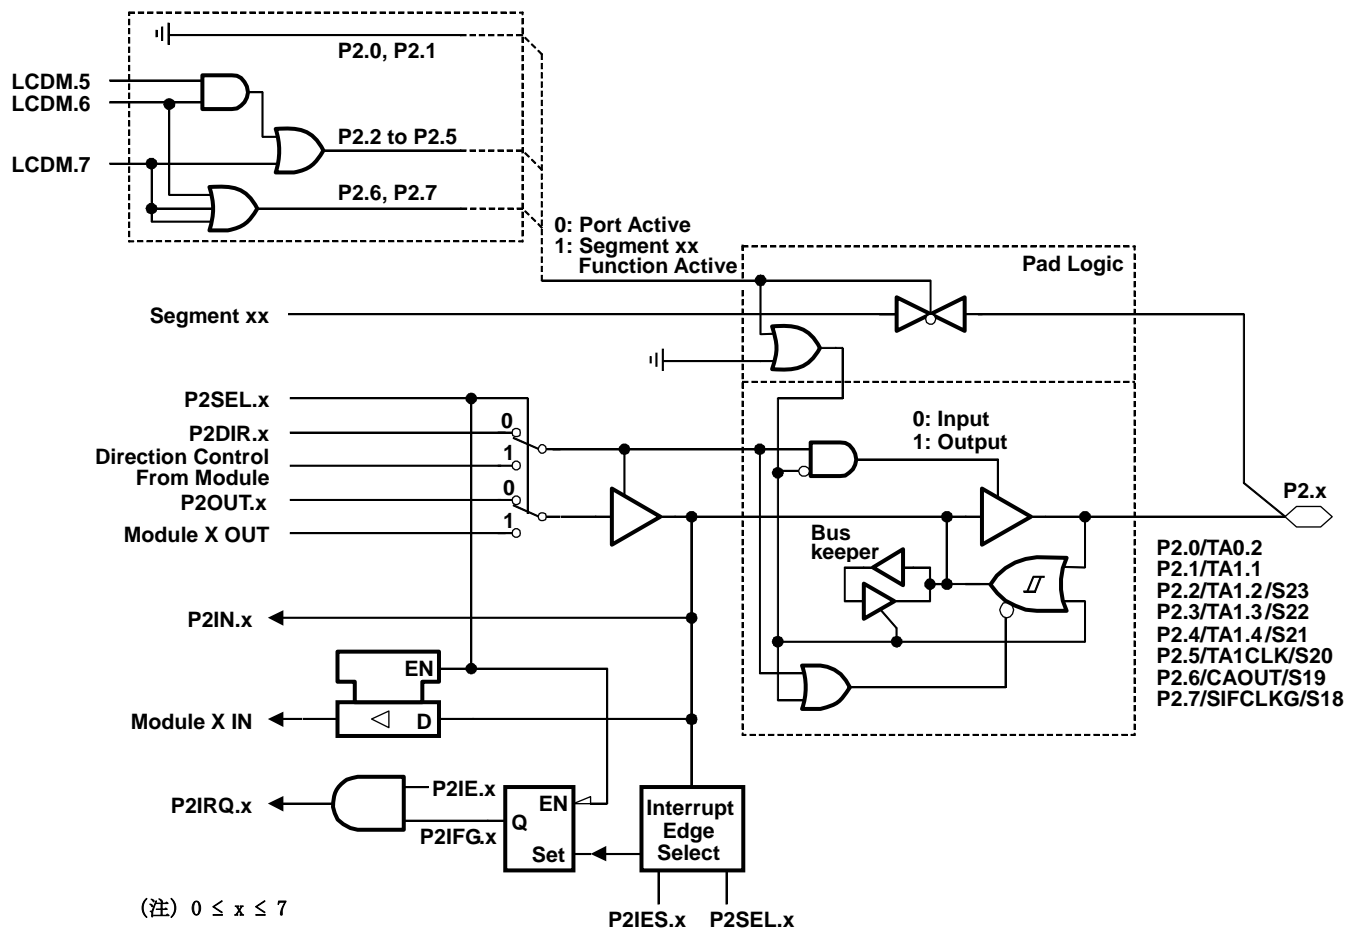 P2.0, P2.1
LCDM.5
LCDM.6
P2.2 to P2.5
LCDM.7
P2.6, P2.7
0: Port Active
1: Segment xx
Function Active
Pad Logic
Segment xx
P2SEL.x
0
P2DIR.x
1
Direction Control
From Module
0
P2OUT.x
1
Module X OUT
0: Input
1: Output
Bus
keeper
P2.x
P2.0/TA0.2
P2.1/TA1.1
P2.2/TA1.2/S23
P2.3/TA1.3/S22
P2.4/TA1.4/S21
P2.5/TA1CLK/S20
P2.6/CAOUT/S19
P2.7/SIFCLKG/S18
P2IN.x
EN
Module X IN
D
P2IRQ.x
P2IE.x
P2IFG.x
EN
Q
Set
Interrupt
Edge
Select
P2IES.x
P2SEL.x
(注) 0 ≤ x ≤ 7